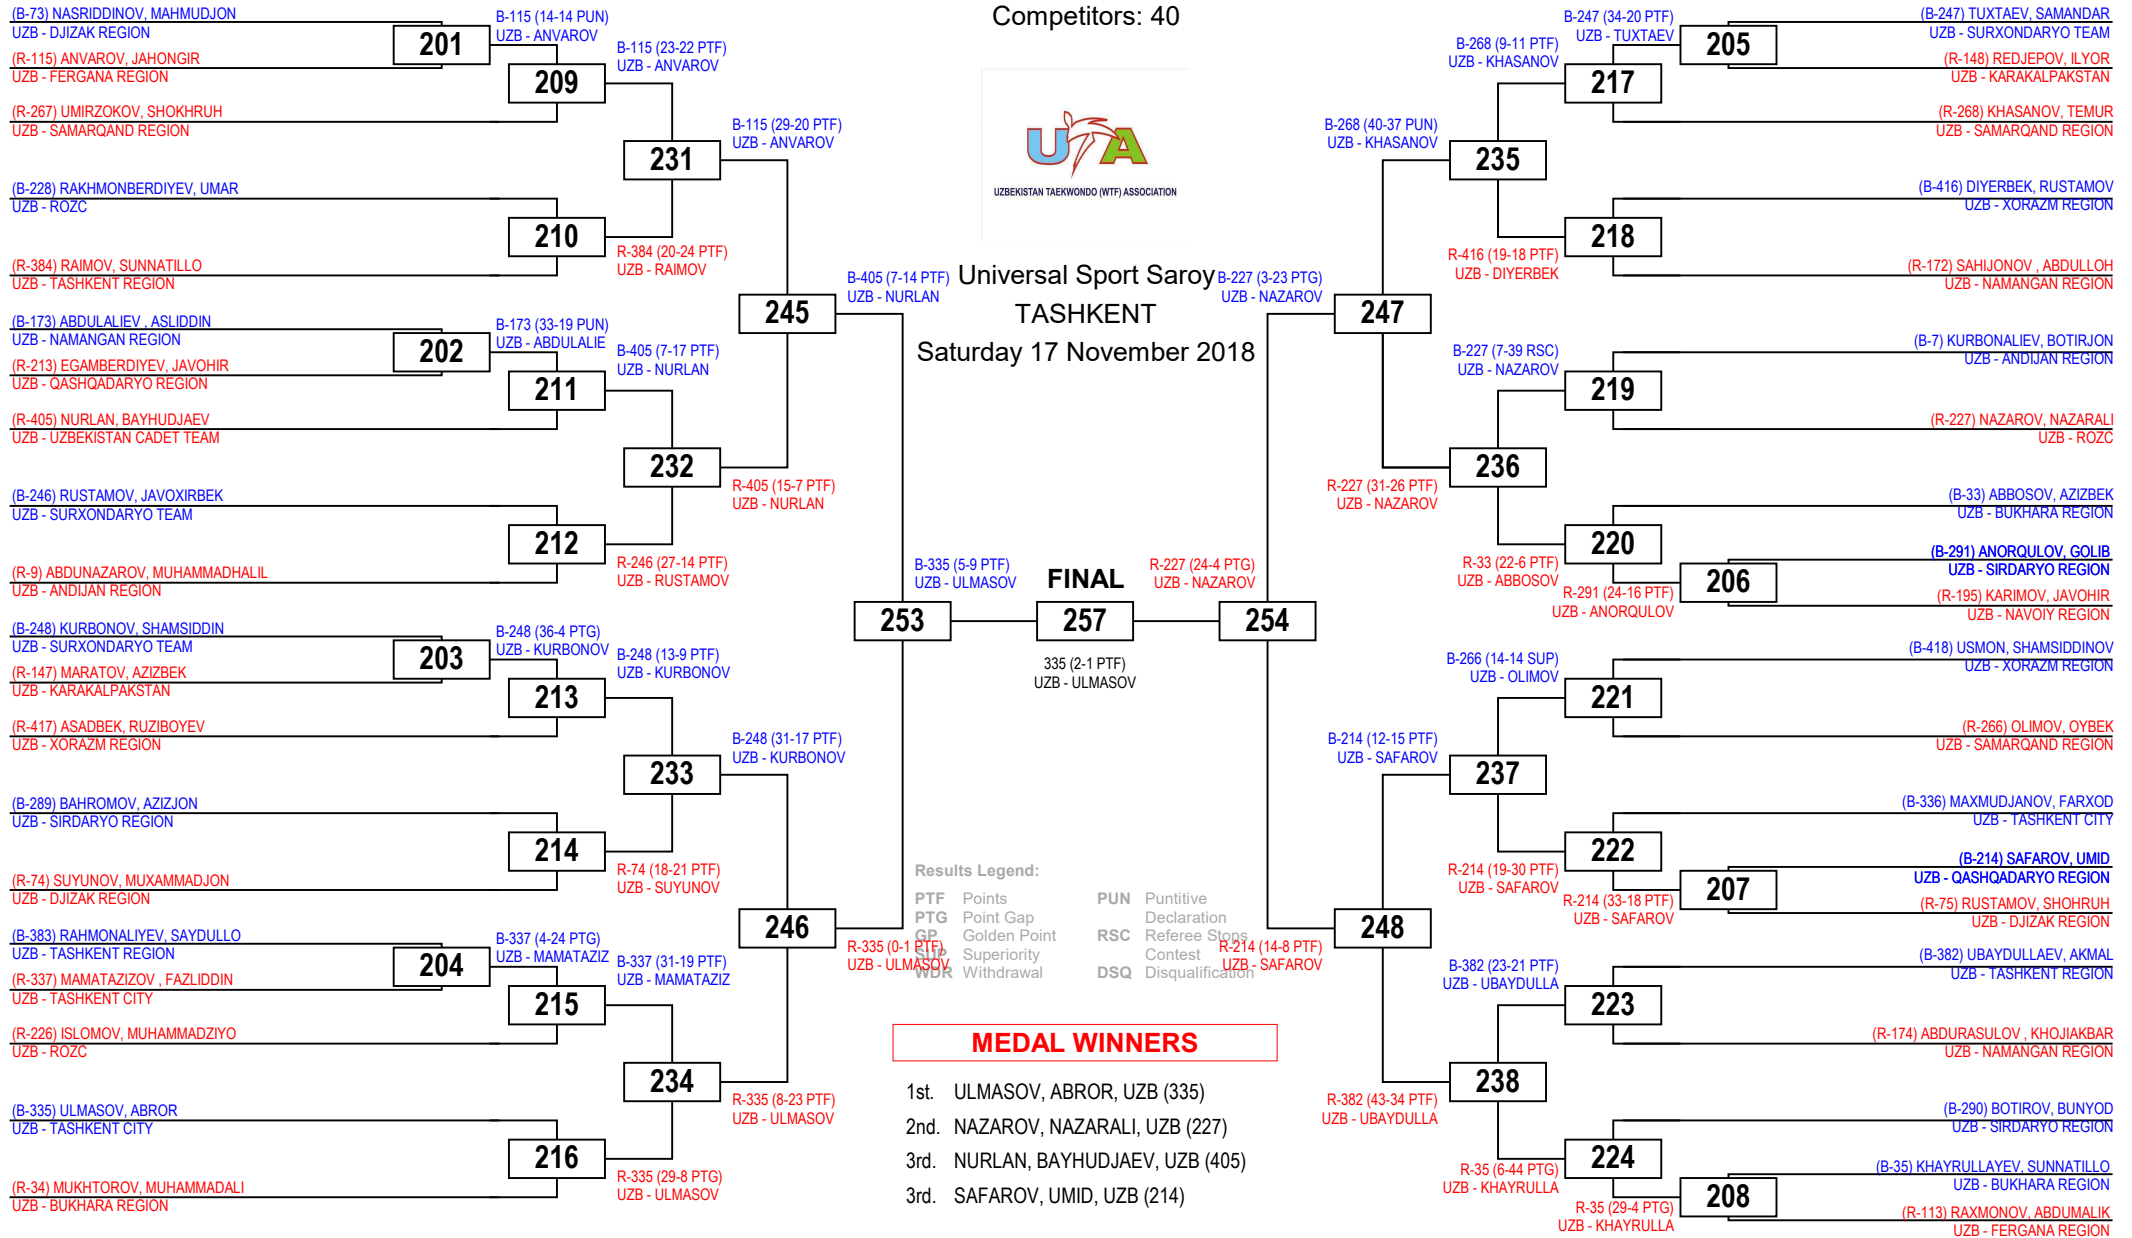 Competitors: 40
UTA
UZBEKISTAN TAEKWONDO (WTF) ASSOCIATION
Universal Sport Saroy
TASHKENT
Saturday 17 November 2018
(B-73) NASRIDDINOV, MAHMUDJON
UZB - DJIZAK REGION
(R-115) ANVAROV, JAHONGIR
UZB - FERGANA REGION
201
B-115 (14-14 PUN)
UZB - ANVAROV
(R-267) UMIRZOKOV, SHOKHRUH
UZB - SAMARQAND REGION
209
B-115 (23-22 PTF)
UZB - ANVAROV
(B-228) RAKHMONBERDIYEV, UMAR
UZB - ROZC
(R-384) RAIMOV, SUNNATILLO
UZB - TASHKENT REGION
210
R-384 (20-24 PTF)
UZB - RAIMOV
231
B-115 (29-20 PTF)
UZB - ANVAROV
(B-173) ABDULALIEV , ASLIDDIN
UZB - NAMANGAN REGION
(R-213) EGAMBERDIYEV, JAVOHIR
UZB - QASHQADARYO REGION
202
B-173 (33-19 PUN)
UZB - ABDULALIE
(R-405) NURLAN, BAYHUDJAEV
UZB - UZBEKISTAN CADET TEAM
211
B-405 (7-17 PTF)
UZB - NURLAN
(B-246) RUSTAMOV, JAVOXIRBEK
UZB - SURXONDARYO TEAM
(R-9) ABDUNAZAROV, MUHAMMADHALIL
UZB - ANDIJAN REGION
212
R-246 (27-14 PTF)
UZB - RUSTAMOV
232
R-405 (15-7 PTF)
UZB - NURLAN
245
B-405 (7-14 PTF)
UZB - NURLAN
(B-248) KURBONOV, SHAMSIDDIN
UZB - SURXONDARYO TEAM
(R-147) MARATOV, AZIZBEK
UZB - KARAKALPAKSTAN
203
B-248 (36-4 PTG)
UZB - KURBONOV
(R-417) ASADBEK, RUZIBOYEV
UZB - XORAZM REGION
213
B-248 (13-9 PTF)
UZB - KURBONOV
(B-289) BAHROMOV, AZIZJON
UZB - SIRDARYO REGION
(R-74) SUYUNOV, MUXAMMADJON
UZB - DJIZAK REGION
214
R-74 (18-21 PTF)
UZB - SUYUNOV
233
B-248 (31-17 PTF)
UZB - KURBONOV
(B-383) RAHMONALIYEV, SAYDULLO
UZB - TASHKENT REGION
(R-337) MAMATAZIZOV , FAZLIDDIN
UZB - TASHKENT CITY
204
B-337 (4-24 PTG)
UZB - MAMATAZIZ
(R-226) ISLOMOV, MUHAMMADZIYO
UZB - ROZC
215
B-337 (31-19 PTF)
UZB - MAMATAZIZ
(B-335) ULMASOV, ABROR
UZB - TASHKENT CITY
(R-34) MUKHTOROV, MUHAMMADALI
UZB - BUKHARA REGION
216
R-335 (29-8 PTG)
UZB - ULMASOV
234
R-335 (8-23 PTF)
UZB - ULMASOV
246
R-335 (0-1 PTF)
UZB - ULMASOV
253
B-335 (5-9 PTF)
UZB - ULMASOV
FINAL
257
335 (2-1 PTF)
UZB - ULMASOV
R-227 (24-4 PTG)
UZB - NAZAROV
254
B-227 (3-23 PTG)
UZB - NAZAROV
247
B-268 (40-37 PUN)
UZB - KHASANOV
235
B-268 (9-11 PTF)
UZB - KHASANOV
217
B-247 (34-20 PTF)
UZB - TUXTAEV
205
(B-247) TUXTAEV, SAMANDAR
UZB - SURXONDARYO TEAM
(R-148) REDJEPOV, ILYOR
UZB - KARAKALPAKSTAN
(R-268) KHASANOV, TEMUR
UZB - SAMARQAND REGION
(B-416) DIYERBEK, RUSTAMOV
UZB - XORAZM REGION
218
R-416 (19-18 PTF)
UZB - DIYERBEK
(R-172) SAHIJONOV , ABDULLOH
UZB - NAMANGAN REGION
(B-7) KURBONALIEV, BOTIRJON
UZB - ANDIJAN REGION
B-227 (7-39 RSC)
UZB - NAZAROV
219
(R-227) NAZAROV, NAZARALI
UZB - ROZC
236
R-227 (31-26 PTF)
UZB - NAZAROV
(B-33) ABBOSOV, AZIZBEK
UZB - BUKHARA REGION
220
R-33 (22-6 PTF)
UZB - ABBOSOV
(B-291) ANORQULOV, GOLIB
UZB - SIRDARYO REGION
206
R-291 (24-16 PTF)
UZB - ANORQULOV
(R-195) KARIMOV, JAVOHIR
UZB - NAVOIY REGION
(B-418) USMON, SHAMSIDDINOV
UZB - XORAZM REGION
B-266 (14-14 SUP)
UZB - OLIMOV
221
(R-266) OLIMOV, OYBEK
UZB - SAMARQAND REGION
B-214 (12-15 PTF)
UZB - SAFAROV
237
(B-336) MAXMUDJANOV, FARXOD
UZB - TASHKENT CITY
222
R-214 (19-30 PTF)
UZB - SAFAROV
(B-214) SAFAROV, UMID
UZB - QASHQADARYO REGION
207
R-214 (33-18 PTF)
UZB - SAFAROV
(R-75) RUSTAMOV, SHOHRUH
UZB - DJIZAK REGION
248
R-214 (14-8 PTF)
UZB - SAFAROV
(B-382) UBAYDULLAEV, AKMAL
UZB - TASHKENT REGION
B-382 (23-21 PTF)
UZB - UBAYDULLA
223
(R-174) ABDURASULOV , KHOJIAKBAR
UZB - NAMANGAN REGION
238
R-382 (43-34 PTF)
UZB - UBAYDULLA
(B-290) BOTIROV, BUNYOD
UZB - SIRDARYO REGION
224
R-35 (6-44 PTG)
UZB - KHAYRULLA
(B-35) KHAYRULLAYEV, SUNNATILLO
UZB - BUKHARA REGION
208
R-35 (29-4 PTG)
UZB - KHAYRULLA
(R-113) RAXMONOV, ABDUMALIK
UZB - FERGANA REGION
Results Legend:
PTF Points
PTG Point Gap
GP Golden Point
SUP Superiority
WDR Withdrawal
PUN Puntitive
Declaration
RSC Referee Stops
Contest
DSQ Disqualification
MEDAL WINNERS
1st. ULMASOV, ABROR, UZB (335)
2nd. NAZAROV, NAZARALI, UZB (227)
3rd. NURLAN, BAYHUDJAEV, UZB (405)
3rd. SAFAROV, UMID, UZB (214)